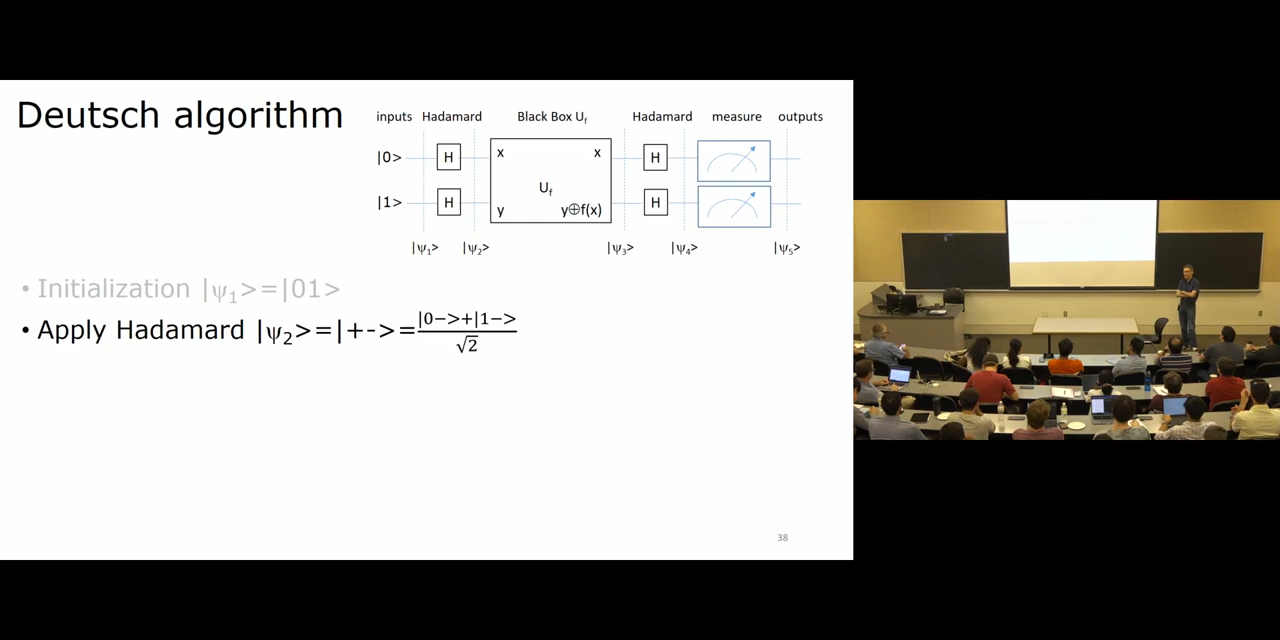 Deutsch algorithm
inputs Hadamard Black Box U_f Hadamard measure outputs
|0> H x x H
U_f
|1> H y y⊕f(x) H
|ψ₁> |ψ₂> |ψ₃> |ψ₄> |ψ₅>
• Initialization |ψ₁>=|01>
• Apply Hadamard |ψ₂>=|+->=|0->+|1->/√2
38